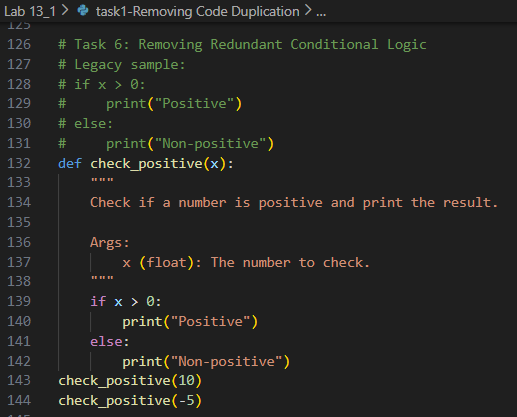 Lab 13_1 > task1-Removing Code Duplication > ...
125
126 # Task 6: Removing Redundant Conditional Logic
127 # Legacy sample:
128 # if x > 0:
129 #     print("Positive")
130 # else:
131 #     print("Non-positive")
132 def check_positive(x):
133     """
134     Check if a number is positive and print the result.
135
136     Args:
137         x (float): The number to check.
138     """
139     if x > 0:
140         print("Positive")
141     else:
142         print("Non-positive")
143 check_positive(10)
144 check_positive(-5)
145